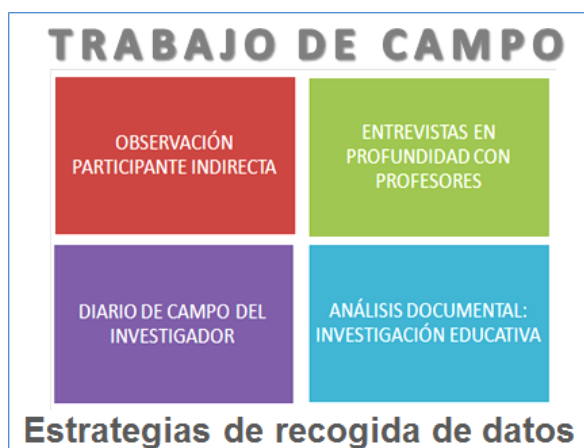 TRABAJO DE CAMPO
OBSERVACIÓN
PARTICIPANTE INDIRECTA
ENTREVISTAS EN
PROFUNDIDAD CON
PROFESORES
DIARIO DE CAMPO DEL
INVESTIGADOR
ANÁLISIS DOCUMENTAL:
INVESTIGACIÓN EDUCATIVA
Estrategias de recogida de datos